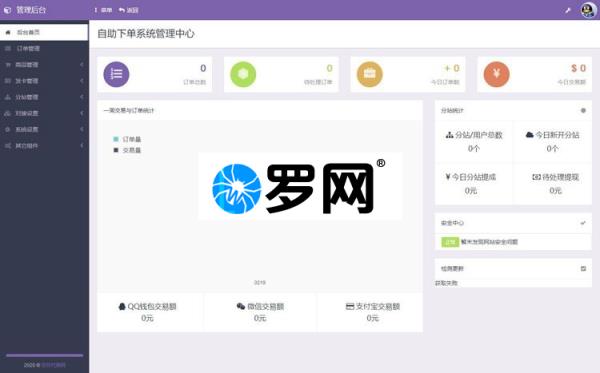 管理后台
菜单 返回
后台首页
订单管理
商品管理
发卡管理
分站管理
对接设置
系统设置
其它组件
自助下单系统管理中心
0
订单总数
0
待处理订单
+ 0
今日订单数
$ 0
今日交易额
一周交易与订单统计
订单量
交易量
罗网®
0219
QQ钱包交易额
0元
微信交易额
0元
支付宝交易额
0元
分站统计
分站/用户总数
0个
今日新开分站
0个
¥ 今日分站提成
0元
待处理提现
0元
安全中心
正常 暂未发现网站安全问题
检测更新
获取失败
2020 ©